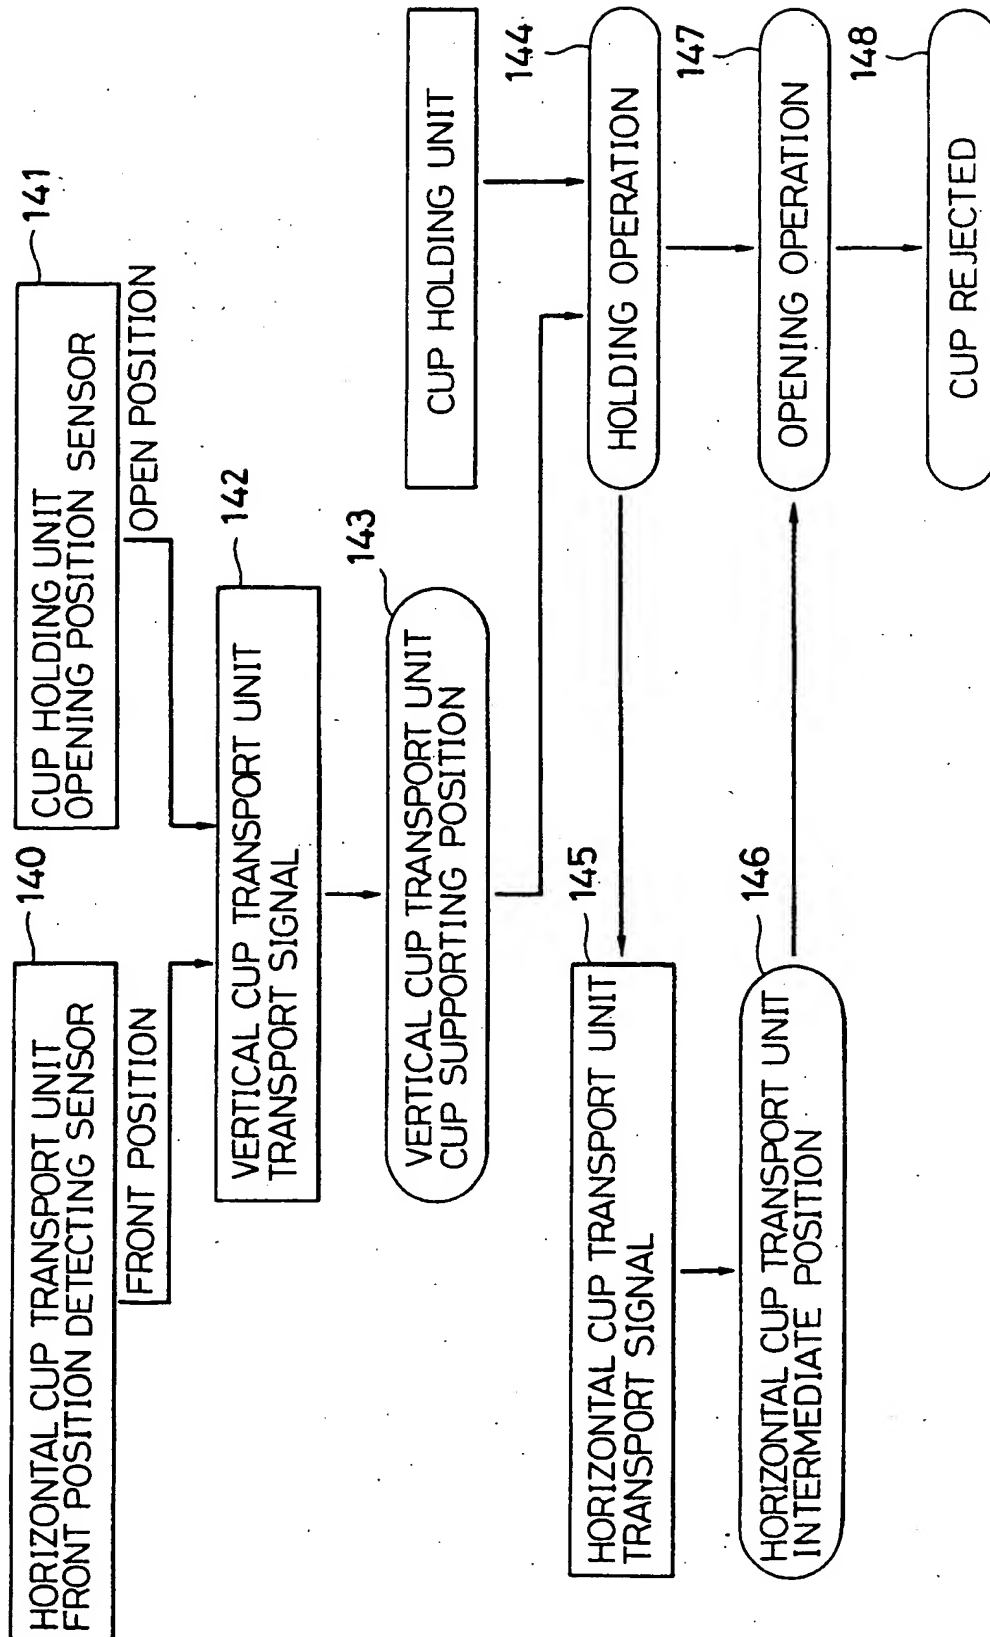 140
HORIZONTAL CUP TRANSPORT UNIT
FRONT POSITION DETECTING SENSOR
FRONT POSITION
141
CUP HOLDING UNIT
OPENING POSITION SENSOR
OPEN POSITION
142
VERTICAL CUP TRANSPORT UNIT
TRANSPORT SIGNAL
143
VERTICAL CUP TRANSPORT UNIT
CUP SUPPORTING POSITION
CUP HOLDING UNIT
144
HOLDING OPERATION
145
HORIZONTAL CUP TRANSPORT UNIT
TRANSPORT SIGNAL
146
HORIZONTAL CUP TRANSPORT UNIT
INTERMEDIATE POSITION
147
OPENING OPERATION
148
CUP REJECTED